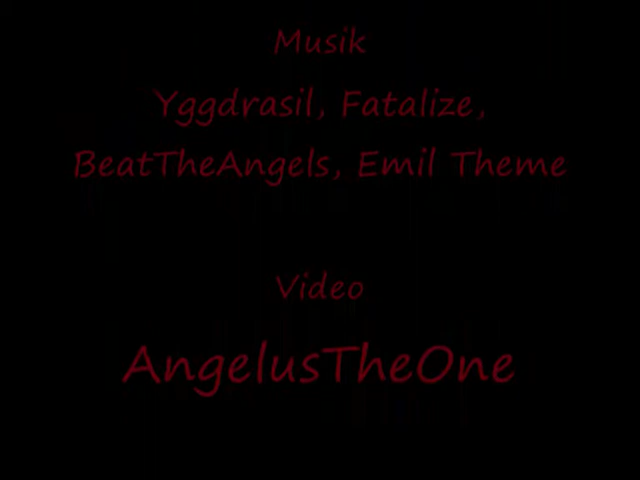 Musik
Yggdrasil, Fatalize,
BeatTheAngels, Emil Theme
Video
AngelusTheOne